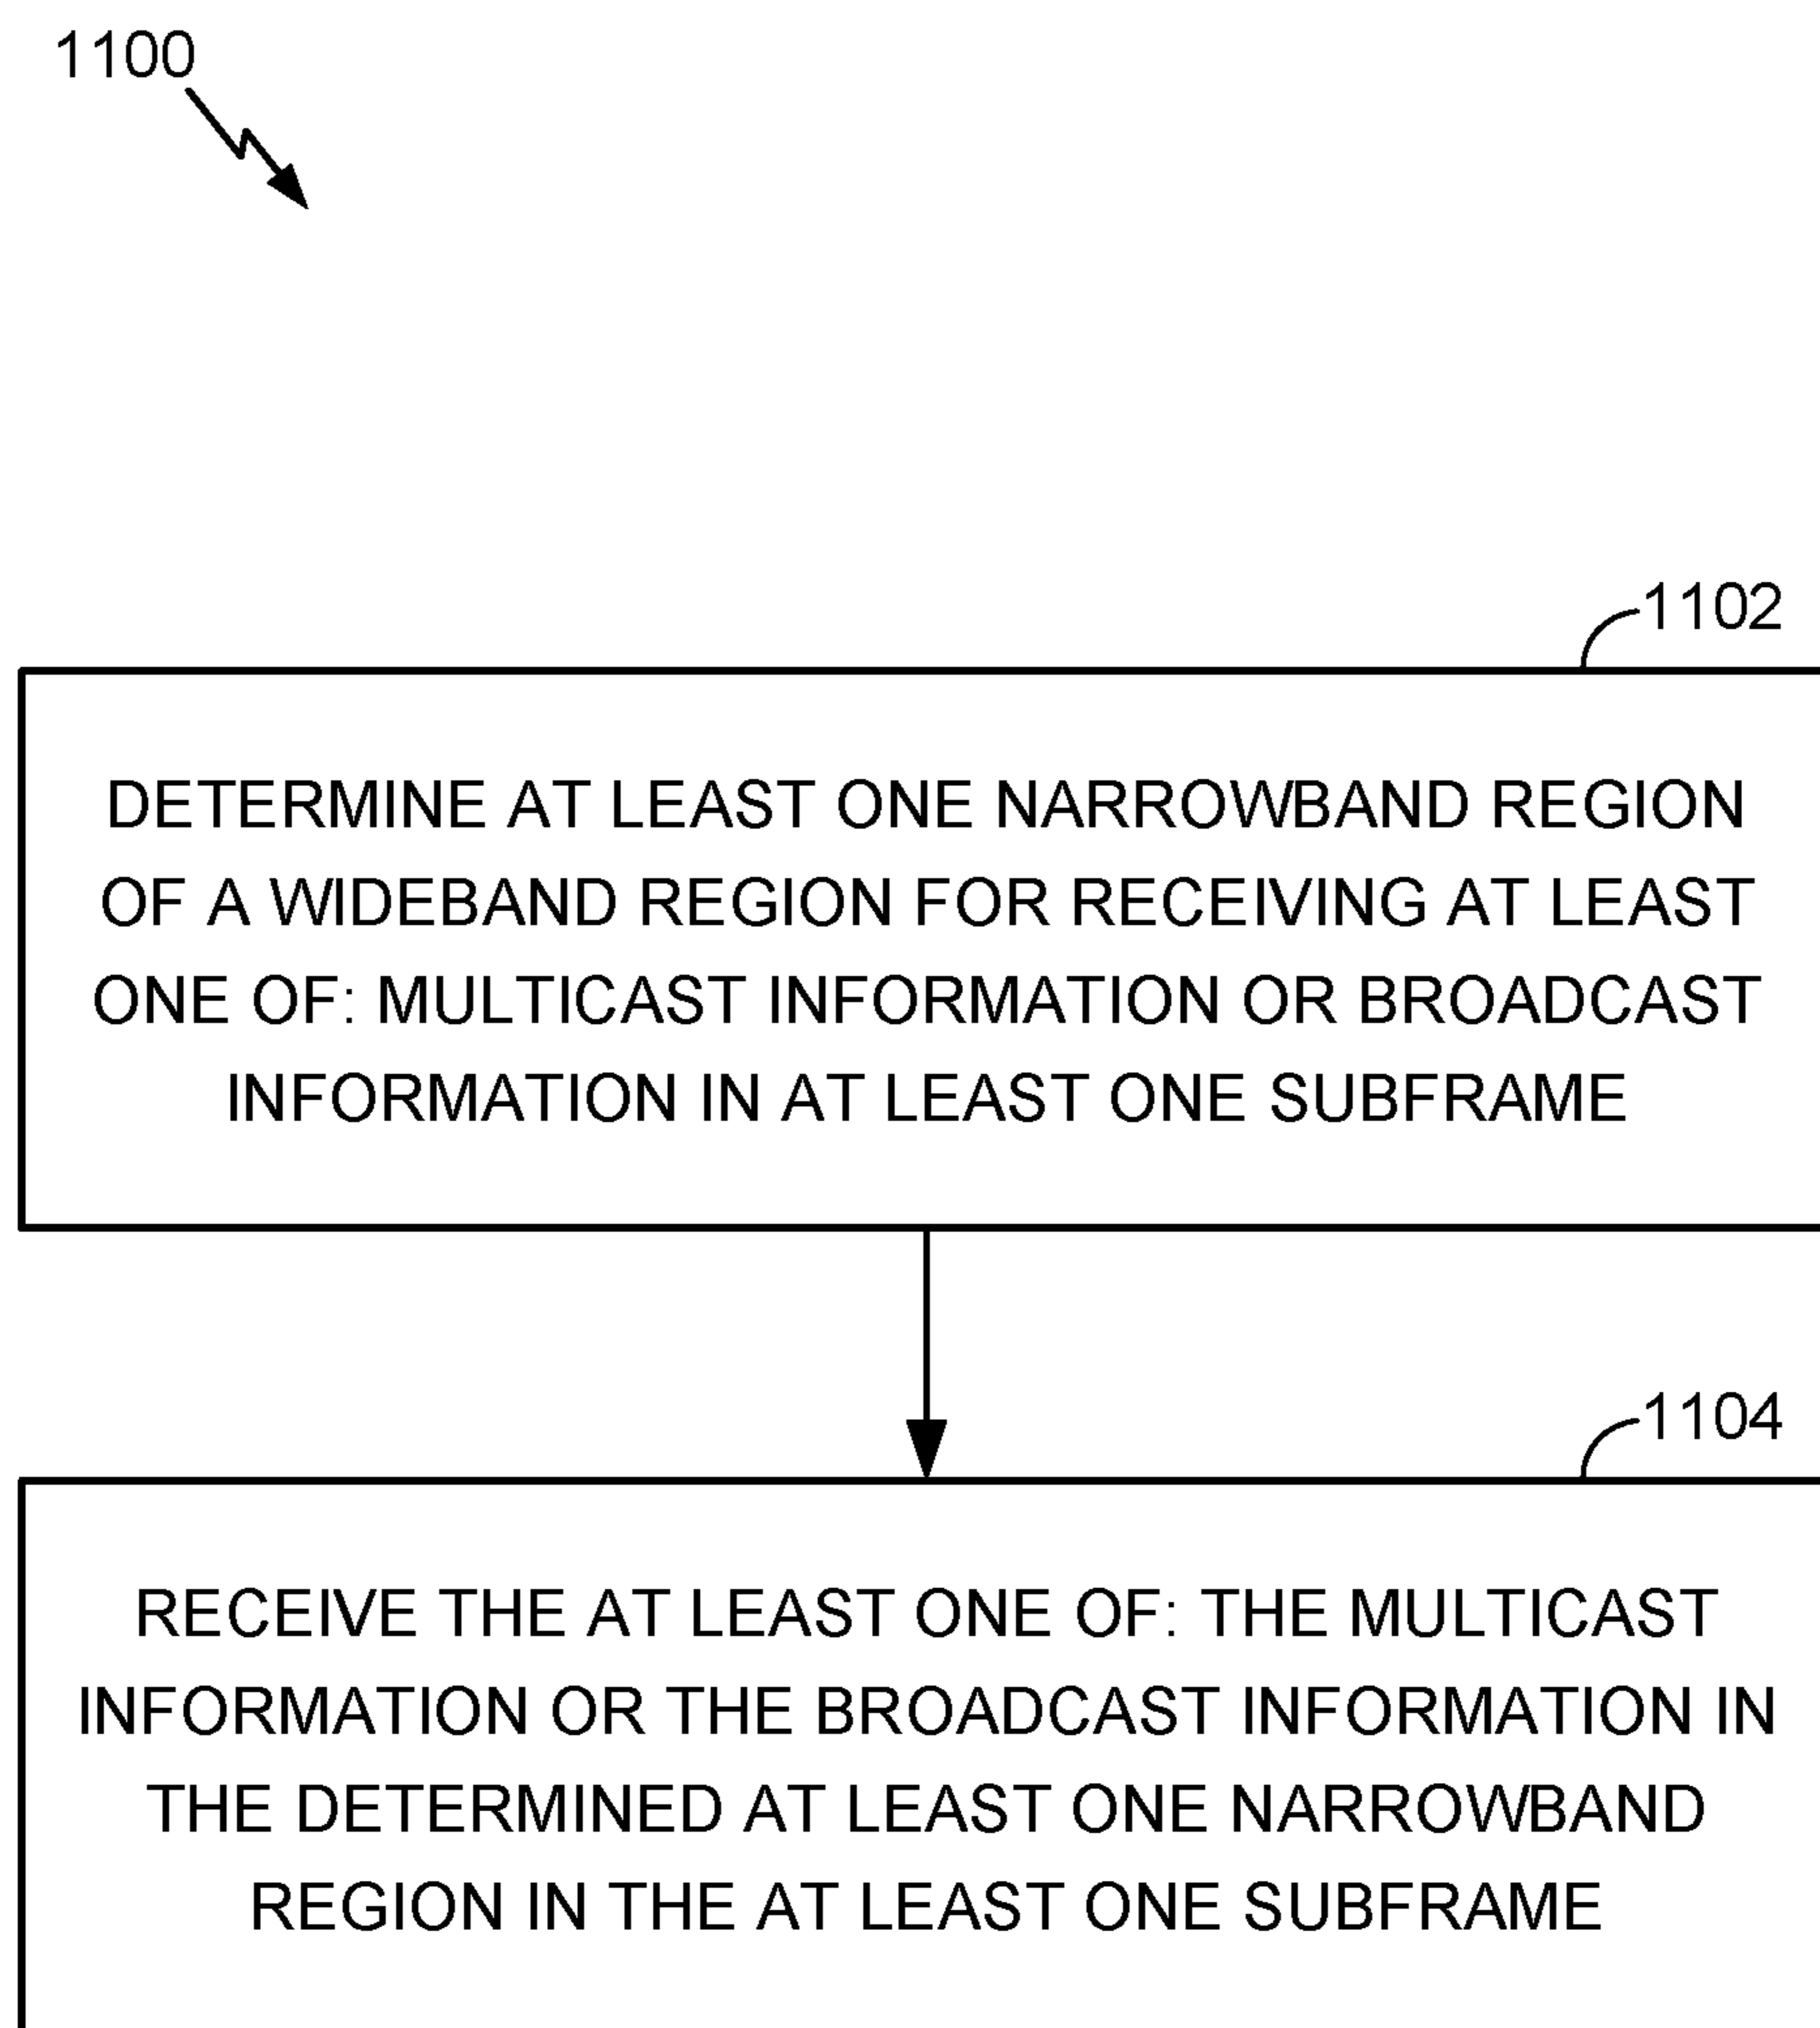 1100
1102
DETERMINE AT LEAST ONE NARROWBAND REGION
OF A WIDEBAND REGION FOR RECEIVING AT LEAST
ONE OF: MULTICAST INFORMATION OR BROADCAST
INFORMATION IN AT LEAST ONE SUBFRAME
1104
RECEIVE THE AT LEAST ONE OF: THE MULTICAST
INFORMATION OR THE BROADCAST INFORMATION IN
THE DETERMINED AT LEAST ONE NARROWBAND
REGION IN THE AT LEAST ONE SUBFRAME